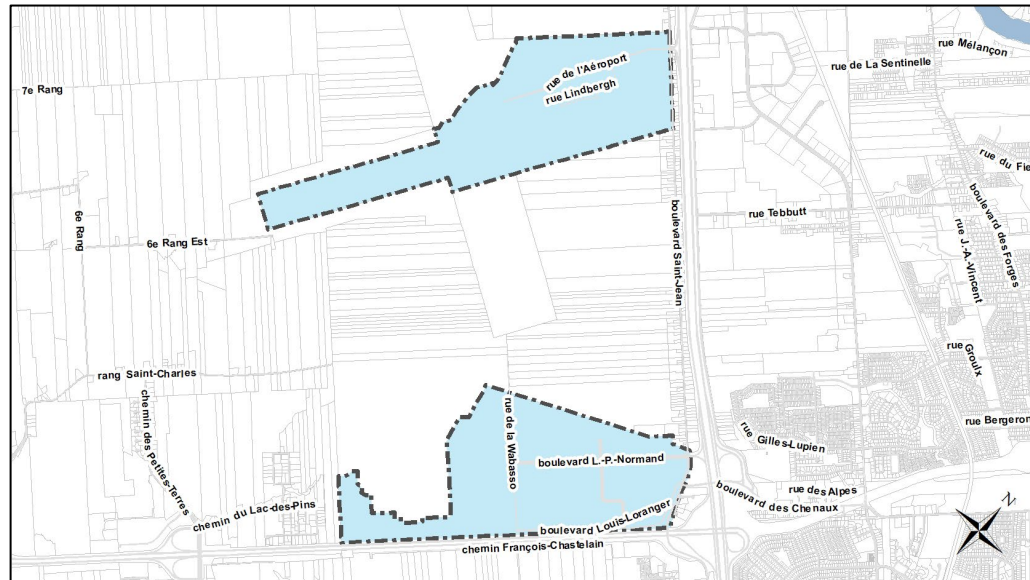 rue Mélançon
rue de La Sentinelle
rue de l'Aéroport
7e Rang
rue Lindbergh
boulevard des Forges
rue Tebbutt
6e Rang
6e Rang Est
boulevard Saint-Jean
rue J.-A.-Vincent
rue Groulx
rang Saint-Charles
chemin des Petites-Terres
rue de la Wabasso
rue Bergeron
rue Gilles-Lupien
boulevard L.-P.-Normand
rue des Alpes
boulevard des Chenaux
chemin du Lac-des-Pins
boulevard Louis-Loranger
chemin François-Chastelain
N